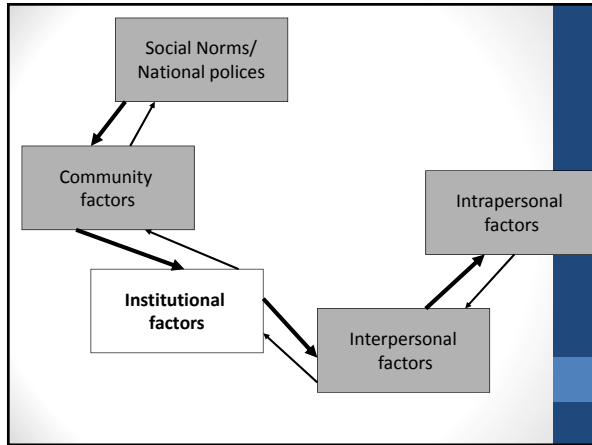 Social Norms/
National polices
Community
factors
Intrapersonal
factors
Institutional
factors
Interpersonal
factors